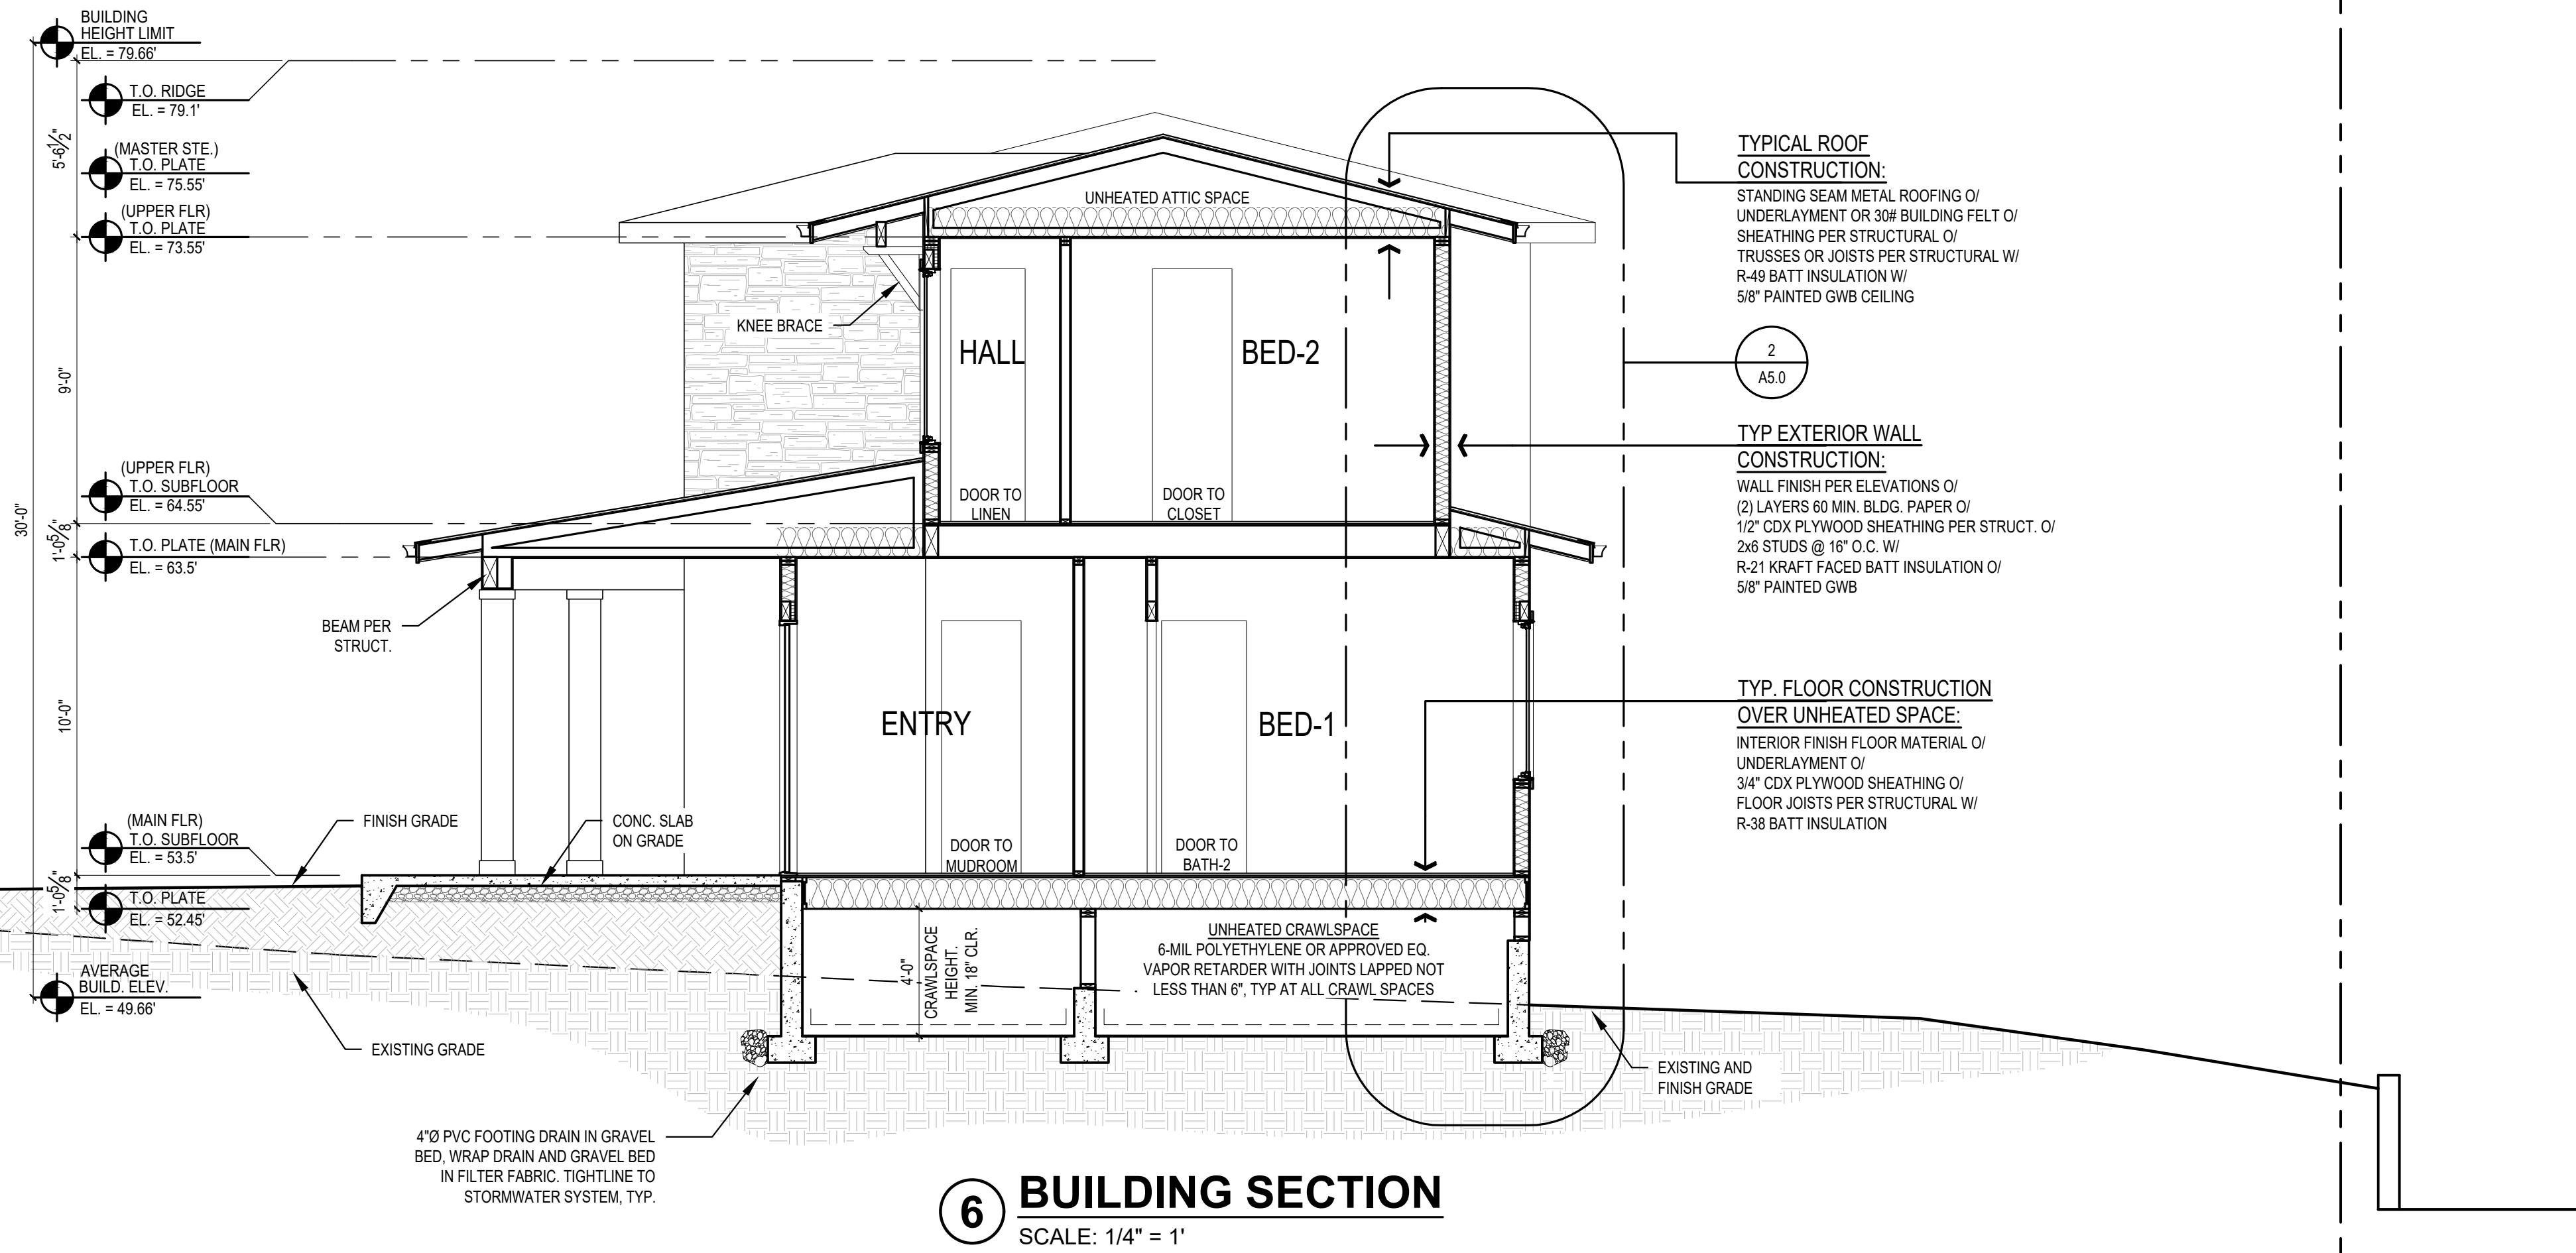 BUILDING
HEIGHT LIMIT
EL. = 79.66'
T.O. RIDGE
EL. = 79.1'
(MASTER STE.)
T.O. PLATE
EL. = 75.55'
(UPPER FLR)
T.O. PLATE
EL. = 73.55'
(UPPER FLR)
T.O. SUBFLOOR
EL. = 64.55'
T.O. PLATE (MAIN FLR)
EL. = 63.5'
(MAIN FLR)
T.O. SUBFLOOR
EL. = 53.5'
T.O. PLATE
EL. = 52.45'
AVERAGE
BUILD. ELEV.
EL. = 49.66'
30'-0"
5'-6 1/2"
9'-0"
1'-0 5/8"
10'-0"
1'-0 5/8"
UNHEATED ATTIC SPACE
KNEE BRACE
HALL
BED-2
DOOR TO
LINEN
DOOR TO
CLOSET
BEAM PER
STRUCT.
ENTRY
BED-1
FINISH GRADE
CONC. SLAB
ON GRADE
DOOR TO
MUDROOM
DOOR TO
BATH-2
4'-0"
CRAWLSPACE
HEIGHT.
MIN. 18" CLR.
UNHEATED CRAWLSPACE
6-MIL POLYETHYLENE OR APPROVED EQ.
VAPOR RETARDER WITH JOINTS LAPPED NOT
LESS THAN 6", TYP AT ALL CRAWL SPACES
EXISTING GRADE
EXISTING AND
FINISH GRADE
4"Ø PVC FOOTING DRAIN IN GRAVEL
BED, WRAP DRAIN AND GRAVEL BED
IN FILTER FABRIC. TIGHTLINE TO
STORMWATER SYSTEM, TYP.
TYPICAL ROOF
CONSTRUCTION:
STANDING SEAM METAL ROOFING O/
UNDERLAYMENT OR 30# BUILDING FELT O/
SHEATHING PER STRUCTURAL O/
TRUSSES OR JOISTS PER STRUCTURAL W/
R-49 BATT INSULATION W/
5/8" PAINTED GWB CEILING
2
A5.0
TYP EXTERIOR WALL
CONSTRUCTION:
WALL FINISH PER ELEVATIONS O/
(2) LAYERS 60 MIN. BLDG. PAPER O/
1/2" CDX PLYWOOD SHEATHING PER STRUCT. O/
2x6 STUDS @ 16" O.C. W/
R-21 KRAFT FACED BATT INSULATION O/
5/8" PAINTED GWB
TYP. FLOOR CONSTRUCTION
OVER UNHEATED SPACE:
INTERIOR FINISH FLOOR MATERIAL O/
UNDERLAYMENT O/
3/4" CDX PLYWOOD SHEATHING O/
FLOOR JOISTS PER STRUCTURAL W/
R-38 BATT INSULATION
6
BUILDING SECTION
SCALE: 1/4" = 1'